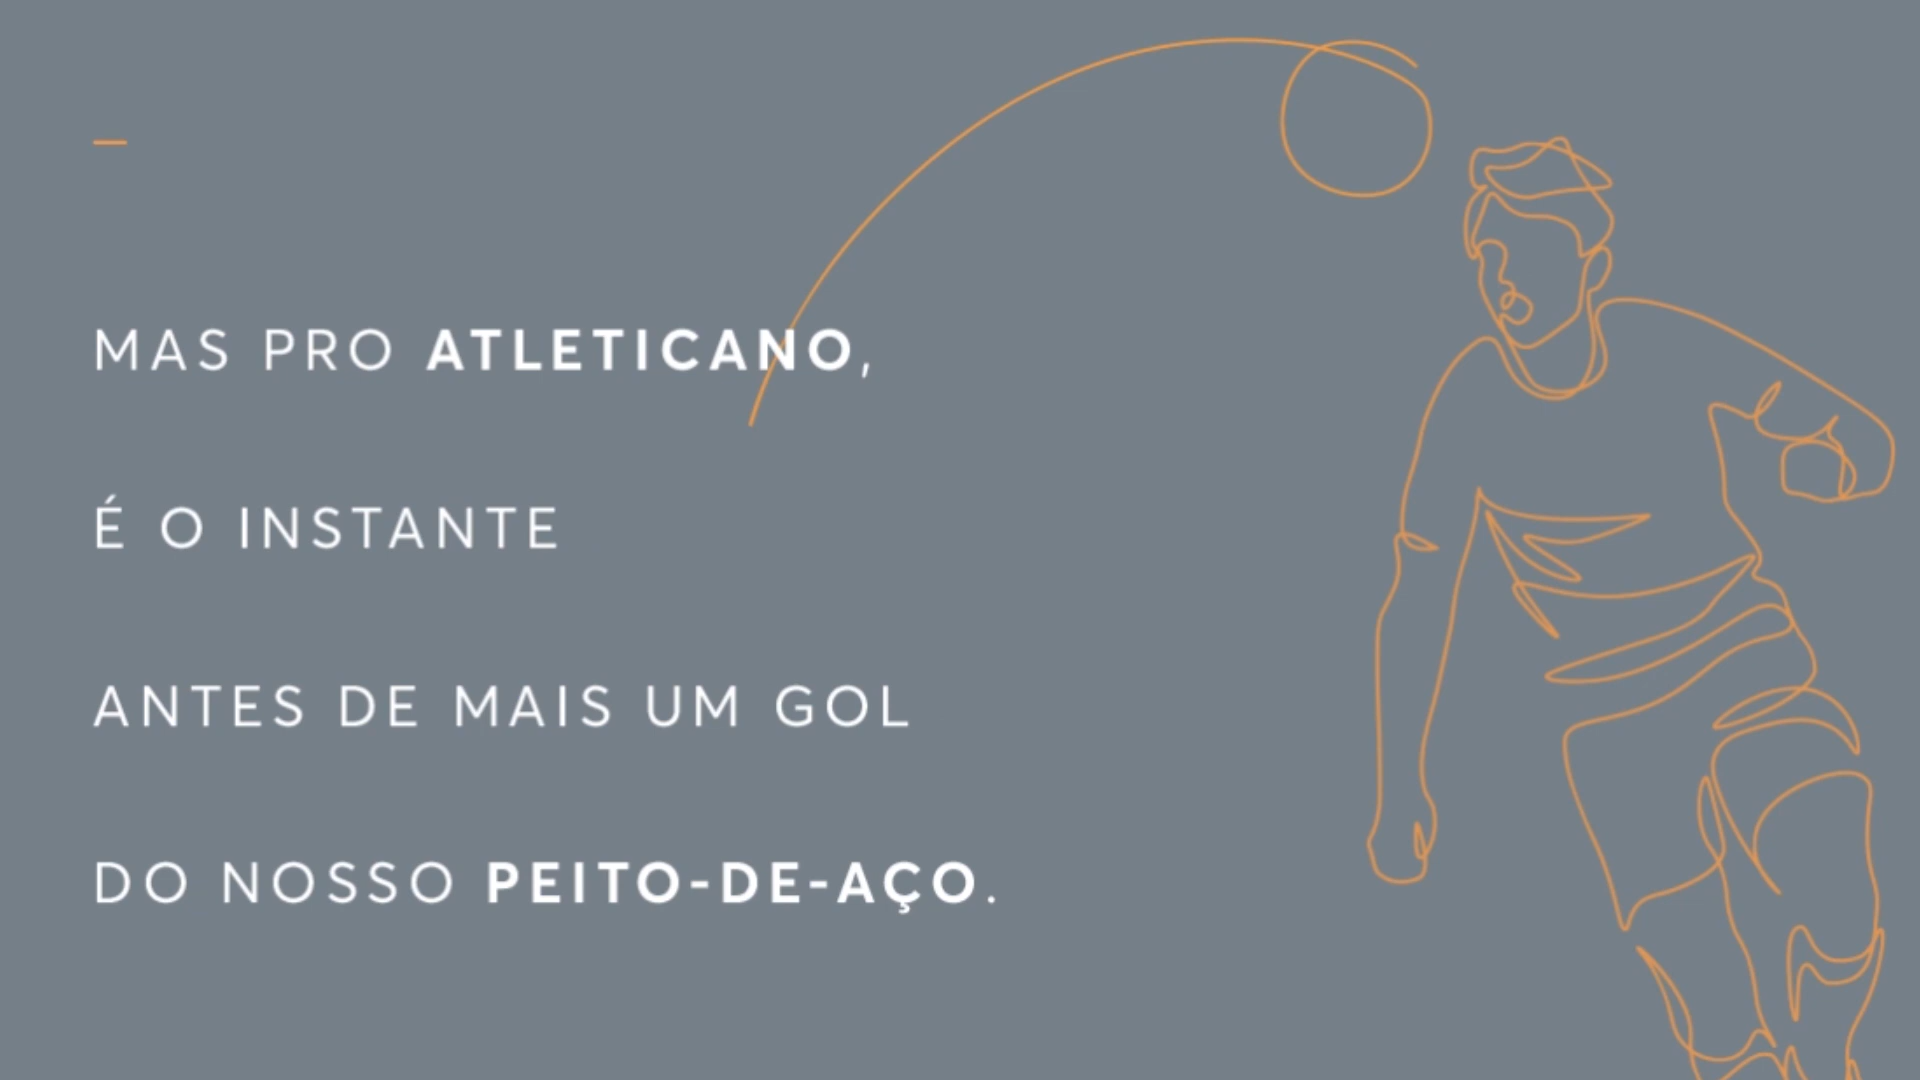 MAS PRO ATLETICANO,
É O INSTANTE
ANTES DE MAIS UM GOL
DO NOSSO PEITO-DE-AÇO.